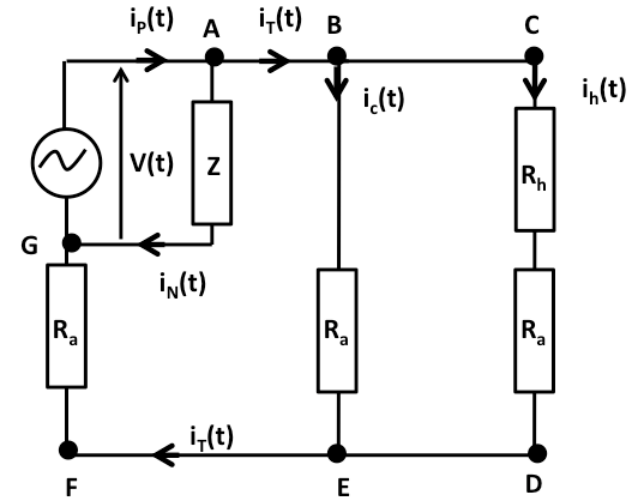 iP(t)
A
iT(t)
B
C
ic(t)
ih(t)
V(t)
Z
Rh
G
iN(t)
Ra
Ra
Ra
iT(t)
F
E
D